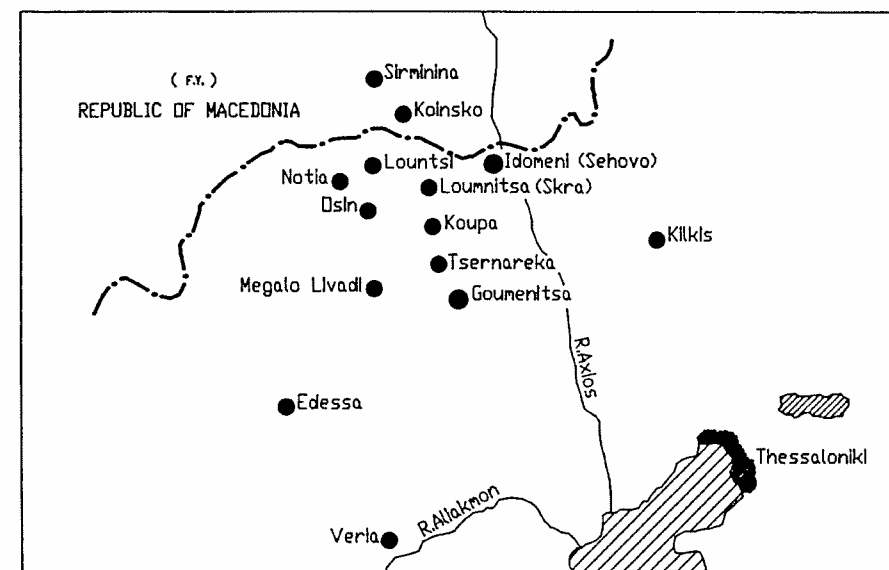 Sirminina
( F.Y. )
REPUBLIC OF MACEDONIA
Koinsko
Lountsi
Idomeni (Sehovo)
Notia
Loumnitsa (Skra)
Osin
Koupa
Kilkis
Tsernareka
Megalo Livadi
Goumenitsa
R.Axios
Edessa
Thessaloniki
R.Aliakmon
Veria